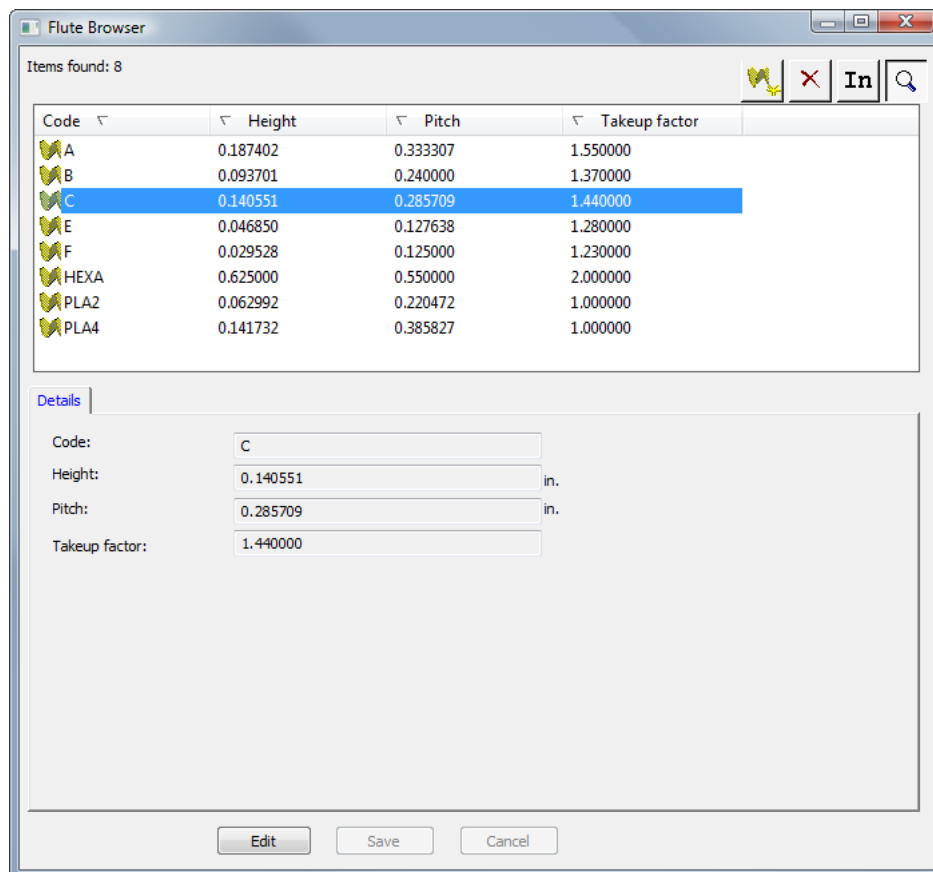 Flute Browser
Items found: 8
In
Code Height Pitch Takeup factor
A 0.187402 0.333307 1.550000
B 0.093701 0.240000 1.370000
C 0.140551 0.285709 1.440000
E 0.046850 0.127638 1.280000
F 0.029528 0.125000 1.230000
HEXA 0.625000 0.550000 2.000000
PLA2 0.062992 0.220472 1.000000
PLA4 0.141732 0.385827 1.000000
Details
Code: C
Height: 0.140551 in.
Pitch: 0.285709 in.
Takeup factor: 1.440000
Edit Save Cancel